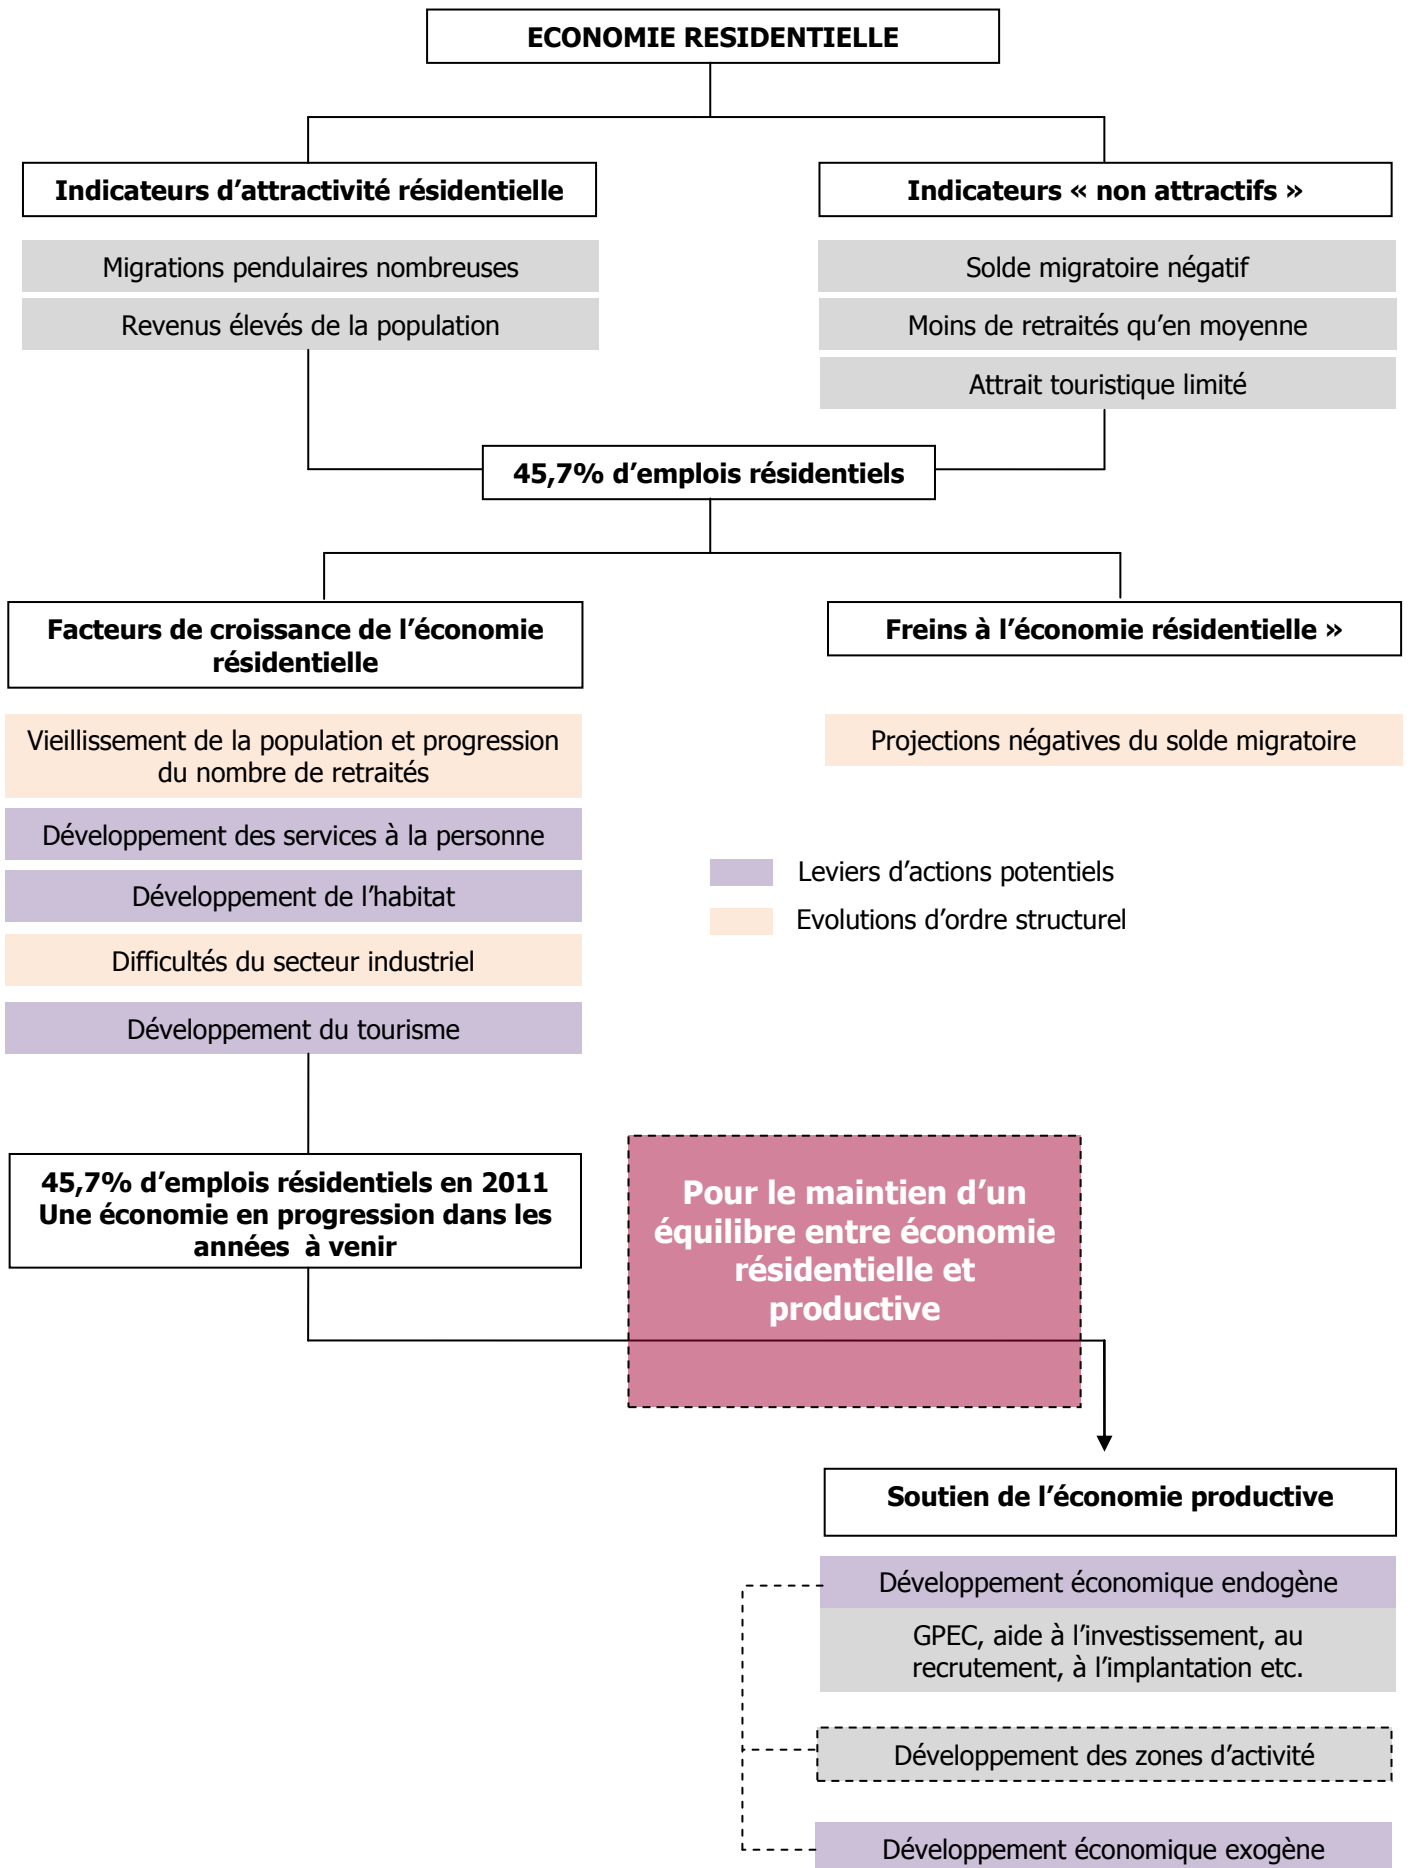 ECONOMIE RESIDENTIELLE
Indicateurs d’attractivité résidentielle
Indicateurs « non attractifs »
Migrations pendulaires nombreuses
Solde migratoire négatif
Revenus élevés de la population
Moins de retraités qu’en moyenne
Attrait touristique limité
45,7% d’emplois résidentiels
Facteurs de croissance de l’économie
résidentielle
Freins à l’économie résidentielle »
Vieillissement de la population et progression
du nombre de retraités
Projections négatives du solde migratoire
Développement des services à la personne
Développement de l’habitat
Difficultés du secteur industriel
Développement du tourisme
Leviers d’actions potentiels
Evolutions d’ordre structurel
45,7% d’emplois résidentiels en 2011
Une économie en progression dans les
années à venir
Pour le maintien d’un
équilibre entre économie
résidentielle et
productive
Soutien de l’économie productive
Développement économique endogène
GPEC, aide à l’investissement, au
recrutement, à l’implantation etc.
Développement des zones d’activité
Développement économique exogène